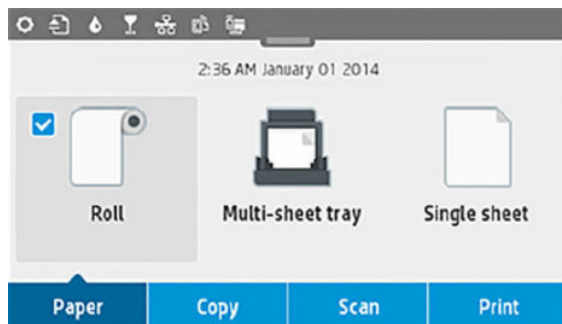 2:36 AM January 01 2014
Roll Multi-sheet tray Single sheet
Paper Copy Scan Print